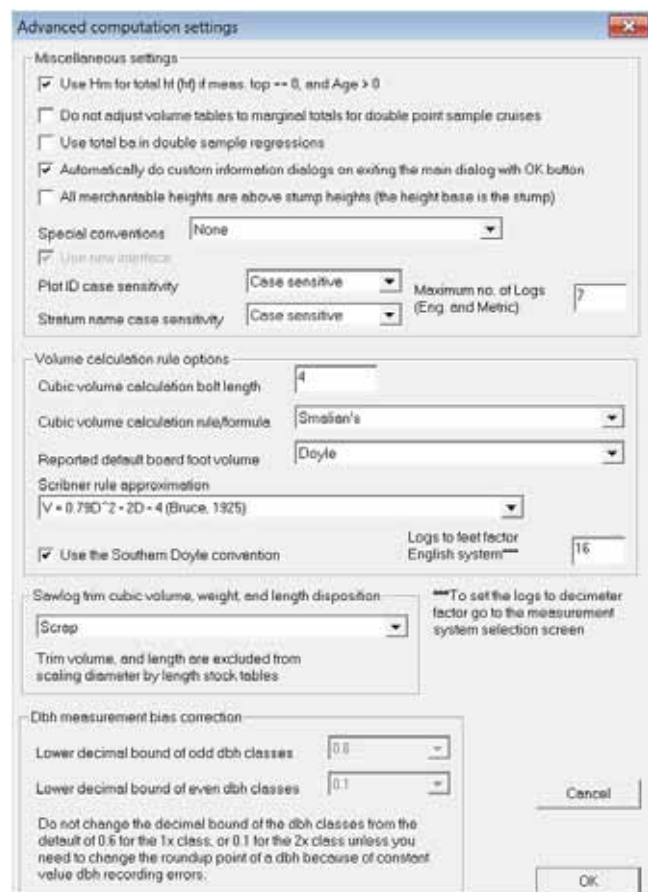 Advanced computation settings
Miscellaneous settings
Use Hm for total ht (ht) if meas. top == 0, and Age > 0
Do not adjust volume tables to marginal totals for double point sample cruises
Use total ba in double sample regressions
Automatically do custom information dialogs on exiting the main dialog with OK button
All merchantable heights are above stump heights (the height base is the stump)
Special conventions
None
Use new interface
Plot ID case sensitivity
Case sensitive
Maximum no. of Logs
(Eng. and Metric)
7
Stratum name case sensitivity
Case sensitive
Volume calculation rule options
Cubic volume calculation bolt length
4
Cubic volume calculation rule/formula
Smalian's
Reported default board foot volume
Doyle
Scribner rule approximation
V = 0.79D^2 - 2D - 4 (Bruce, 1925)
Use the Southern Doyle convention
Logs to feet factor
English system***
16
Sawlog trim cubic volume, weight, and length disposition
Scrap
Trim volume, and length are excluded from
scaling diameter by length stock tables
***To set the logs to decimeter
factor go to the measurement
system selection screen
Dbh measurement bias correction
Lower decimal bound of odd dbh classes
0.6
Lower decimal bound of even dbh classes
0.1
Do not change the decimal bound of the dbh classes from the
default of 0.6 for the 1x class, or 0.1 for the 2x class unless you
need to change the roundup point of a dbh because of constant
value dbh recording errors.
Cancel
OK